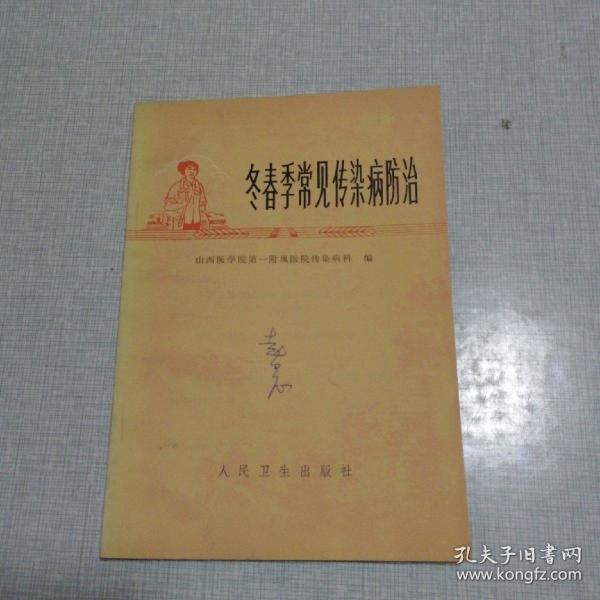 冬春季常见传染病防治
山西医学院第一附属医院传染病科 编
人民卫生出版社
孔夫子旧书网
www.kongfz.com